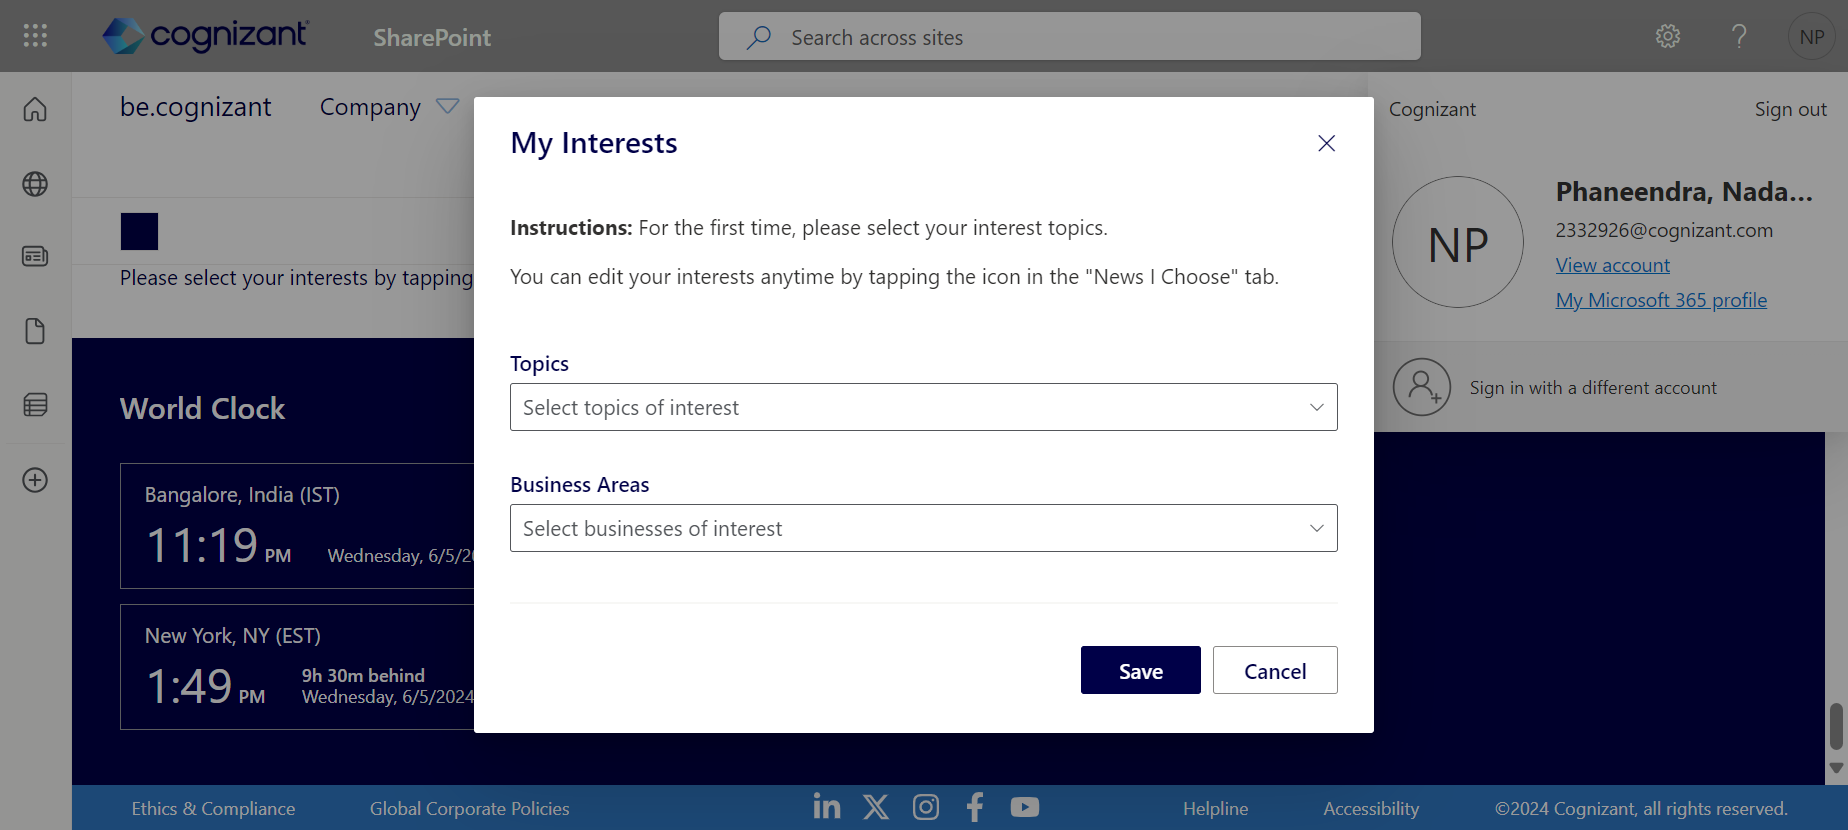 cognizant
SharePoint
Search across sites
NP
be.cognizant
Company
Cognizant
Sign out
My Interests
Phaneendra, Nada...
2332926@cognizant.com
View account
My Microsoft 365 profile
NP
Instructions: For the first time, please select your interest topics.
You can edit your interests anytime by tapping the icon in the "News I Choose" tab.
Please select your interests by tapping
Topics
Select topics of interest
Sign in with a different account
World Clock
Business Areas
Select businesses of interest
Bangalore, India (IST)
11:19 PM
Wednesday, 6/5/20
New York, NY (EST)
1:49 PM
9h 30m behind
Wednesday, 6/5/2024
Save
Cancel
Ethics & Compliance
Global Corporate Policies
Helpline
Accessibility
©2024 Cognizant, all rights reserved.